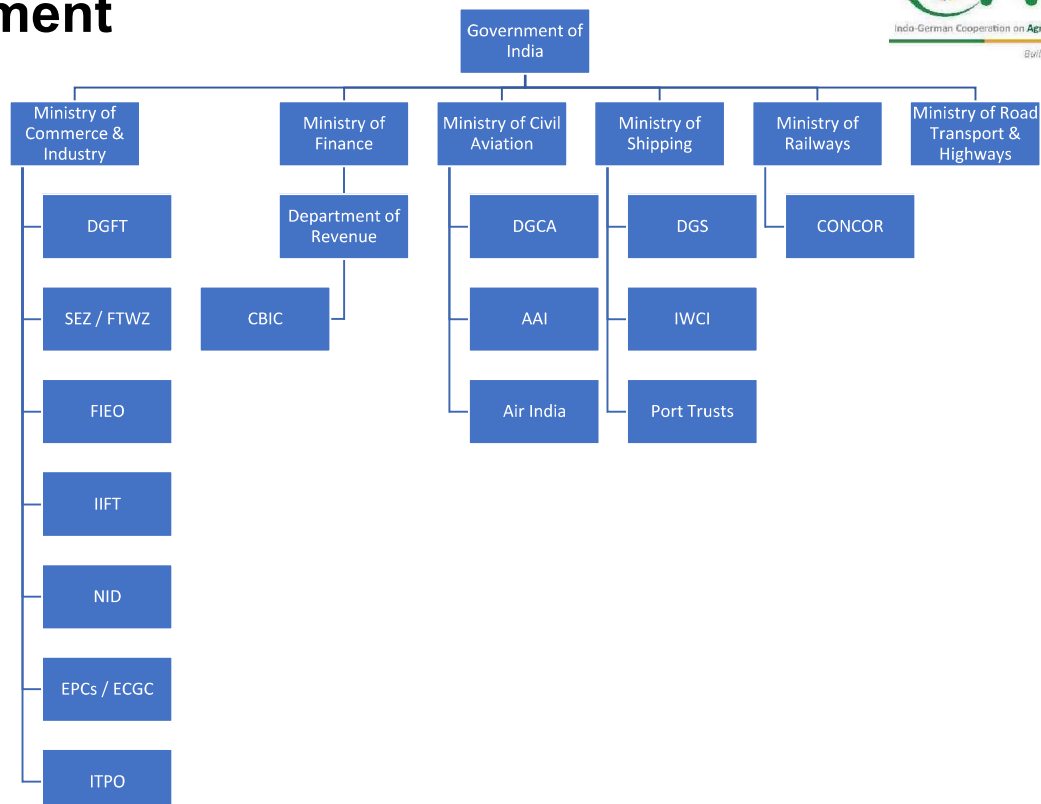 ment
Indo-German Cooperation on Agr
Buil
Government of
India
Ministry of
Commerce &
Industry
Ministry of
Finance
Ministry of Civil
Aviation
Ministry of
Shipping
Ministry of
Railways
Ministry of Road
Transport &
Highways
DGFT
Department of
Revenue
DGCA
DGS
CONCOR
SEZ / FTWZ
CBIC
AAI
IWCI
FIEO
Air India
Port Trusts
IIFT
NID
EPCs / ECGC
ITPO